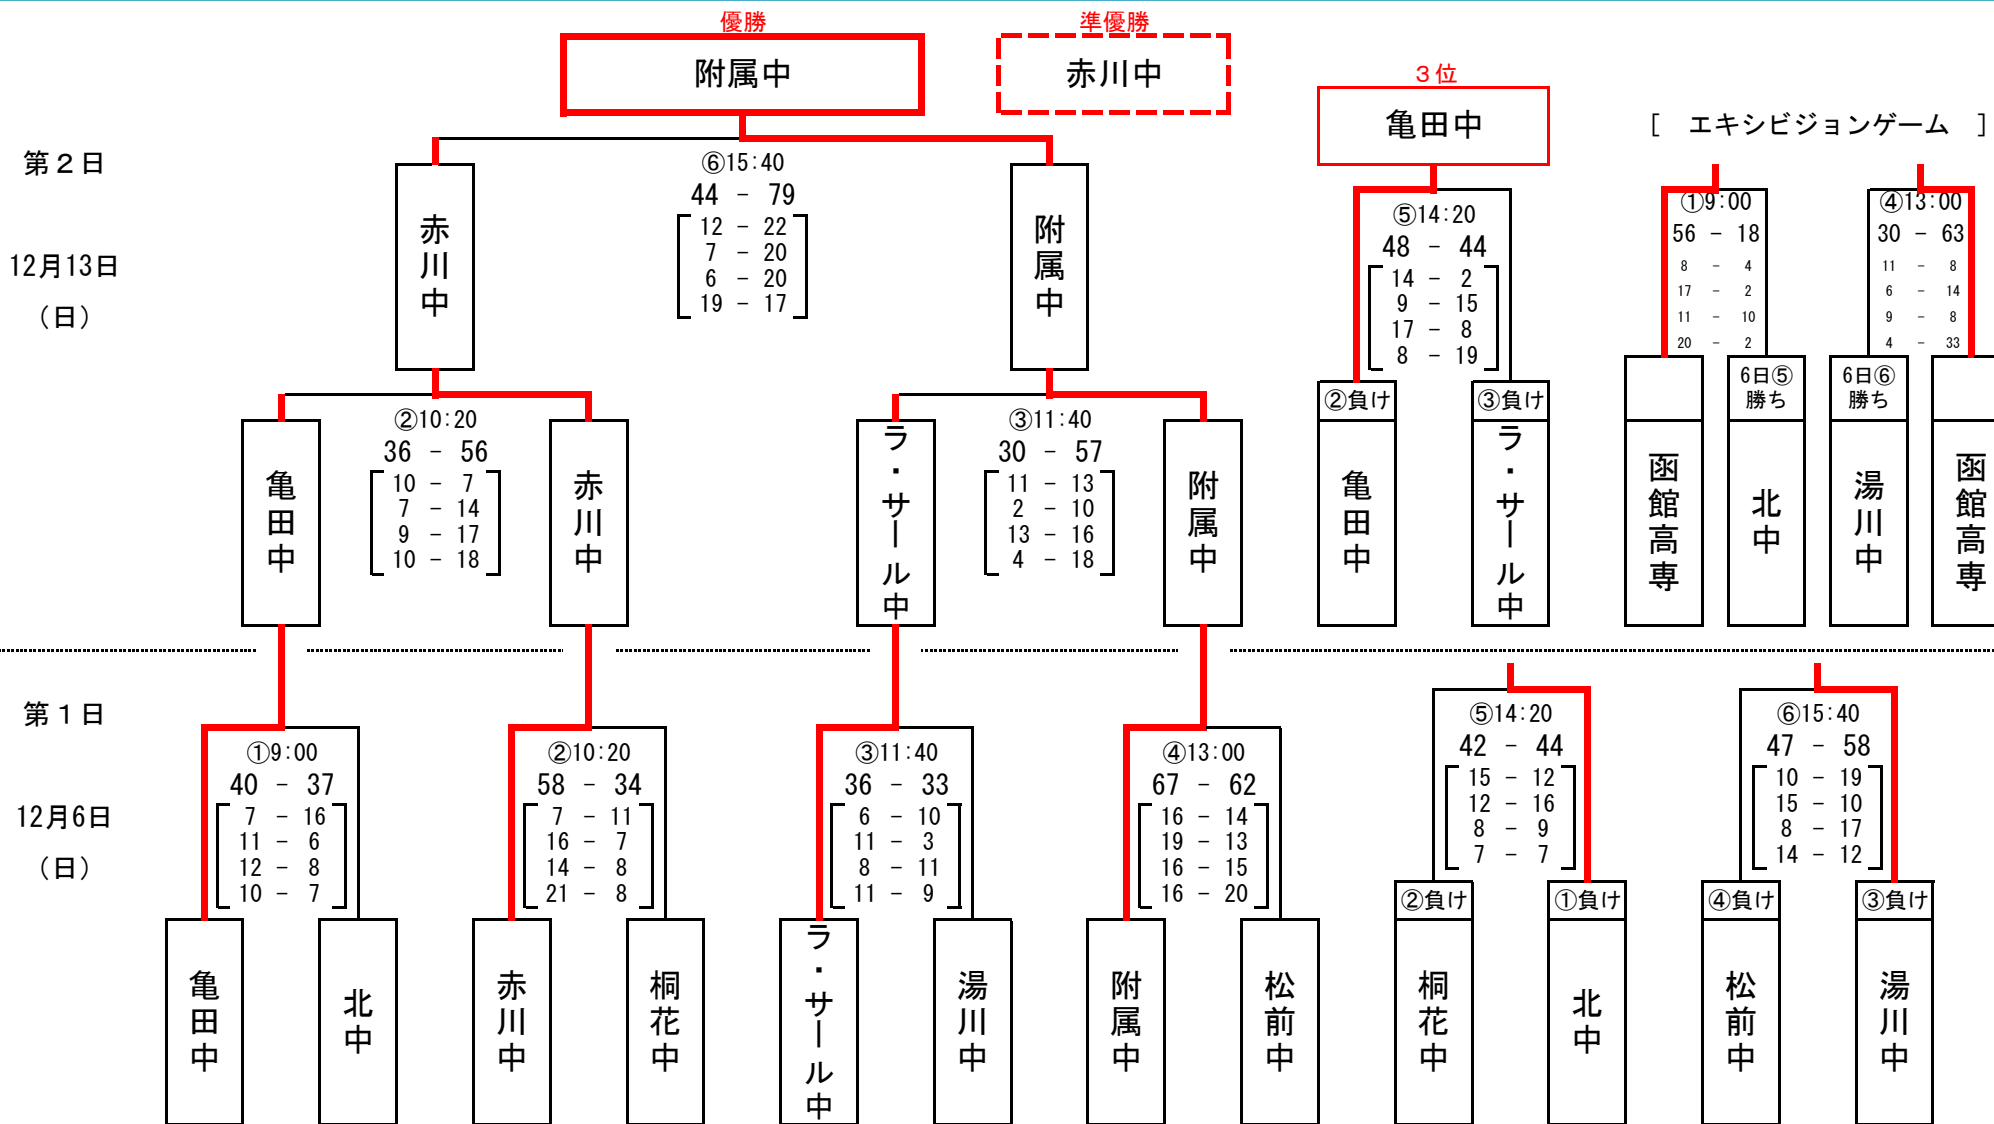 優勝
附属中
準優勝
赤川中
３位
亀田中
[ エキシビジョンゲーム ]
第２日
12月13日
（日）
赤川中
⑥15:40
44 － 79
12 － 22
7 － 20
6 － 20
19 － 17
附属中
⑤14:20
48 － 44
14 － 2
9 － 15
17 － 8
8 － 19
②負け
亀田中
③負け
ラ・サール中
①9:00
56 － 18
8 － 4
17 － 2
11 － 10
20 － 2
函館高専
6日⑤
勝ち
北中
④13:00
30 － 63
11 － 8
6 － 14
9 － 8
4 － 33
6日⑥
勝ち
湯川中
函館高専
亀田中
②10:20
36 － 56
10 － 7
7 － 14
9 － 17
10 － 18
赤川中
ラ・サール中
③11:40
30 － 57
11 － 13
2 － 10
13 － 16
4 － 18
附属中
第１日
12月6日
（日）
①9:00
40 － 37
7 － 16
11 － 6
12 － 8
10 － 7
亀田中
北中
②10:20
58 － 34
7 － 11
16 － 7
14 － 8
21 － 8
赤川中
桐花中
③11:40
36 － 33
6 － 10
11 － 3
8 － 11
11 － 9
ラ・サール中
湯川中
④13:00
67 － 62
16 － 14
19 － 13
16 － 15
16 － 20
附属中
松前中
⑤14:20
42 － 44
15 － 12
12 － 16
8 － 9
7 － 7
②負け
桐花中
①負け
北中
⑥15:40
47 － 58
10 － 19
15 － 10
8 － 17
14 － 12
④負け
松前中
③負け
湯川中